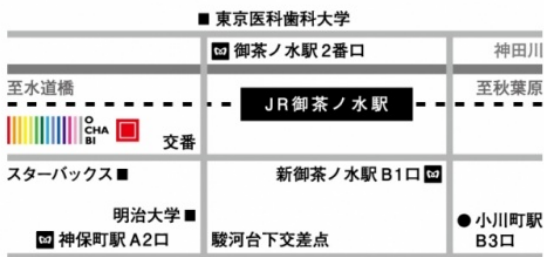 ■ 東京医科歯科大学
御茶ノ水駅2番口
神田川
至水道橋
至秋葉原
JR御茶ノ水駅
O
CHA
BI
交番
スターバックス■
新御茶ノ水駅B1口
明治大学■
● 小川町駅
B3口
神保町駅A2口
駿河台下交差点